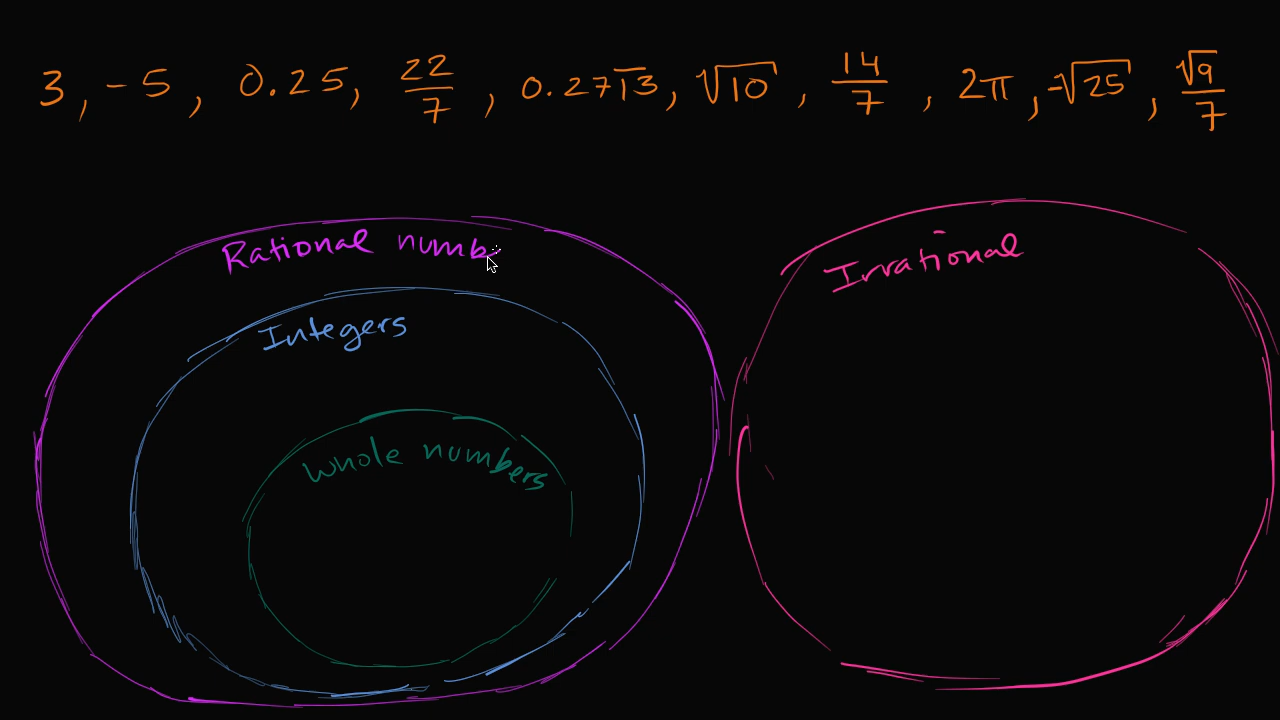 3, -5, 0.25, 22/7, 0.27\overline{13}, √10, 14/7, 2π, -√25, √9/7
Rational numb
Irrational
Integers
Whole numbers